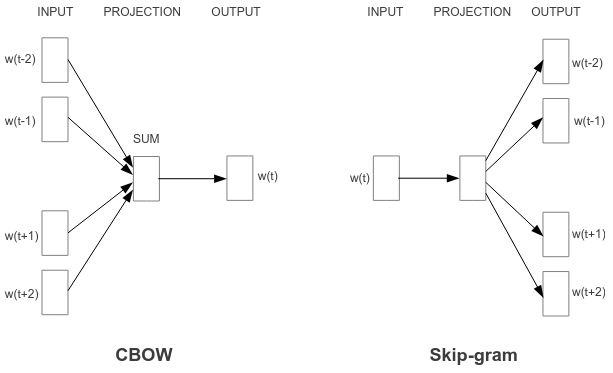 INPUT PROJECTION OUTPUT
w(t-2)
w(t-1)
SUM
w(t)
w(t+1)
w(t+2)
CBOW
INPUT PROJECTION OUTPUT
w(t-2)
w(t-1)
w(t)
w(t+1)
w(t+2)
Skip-gram